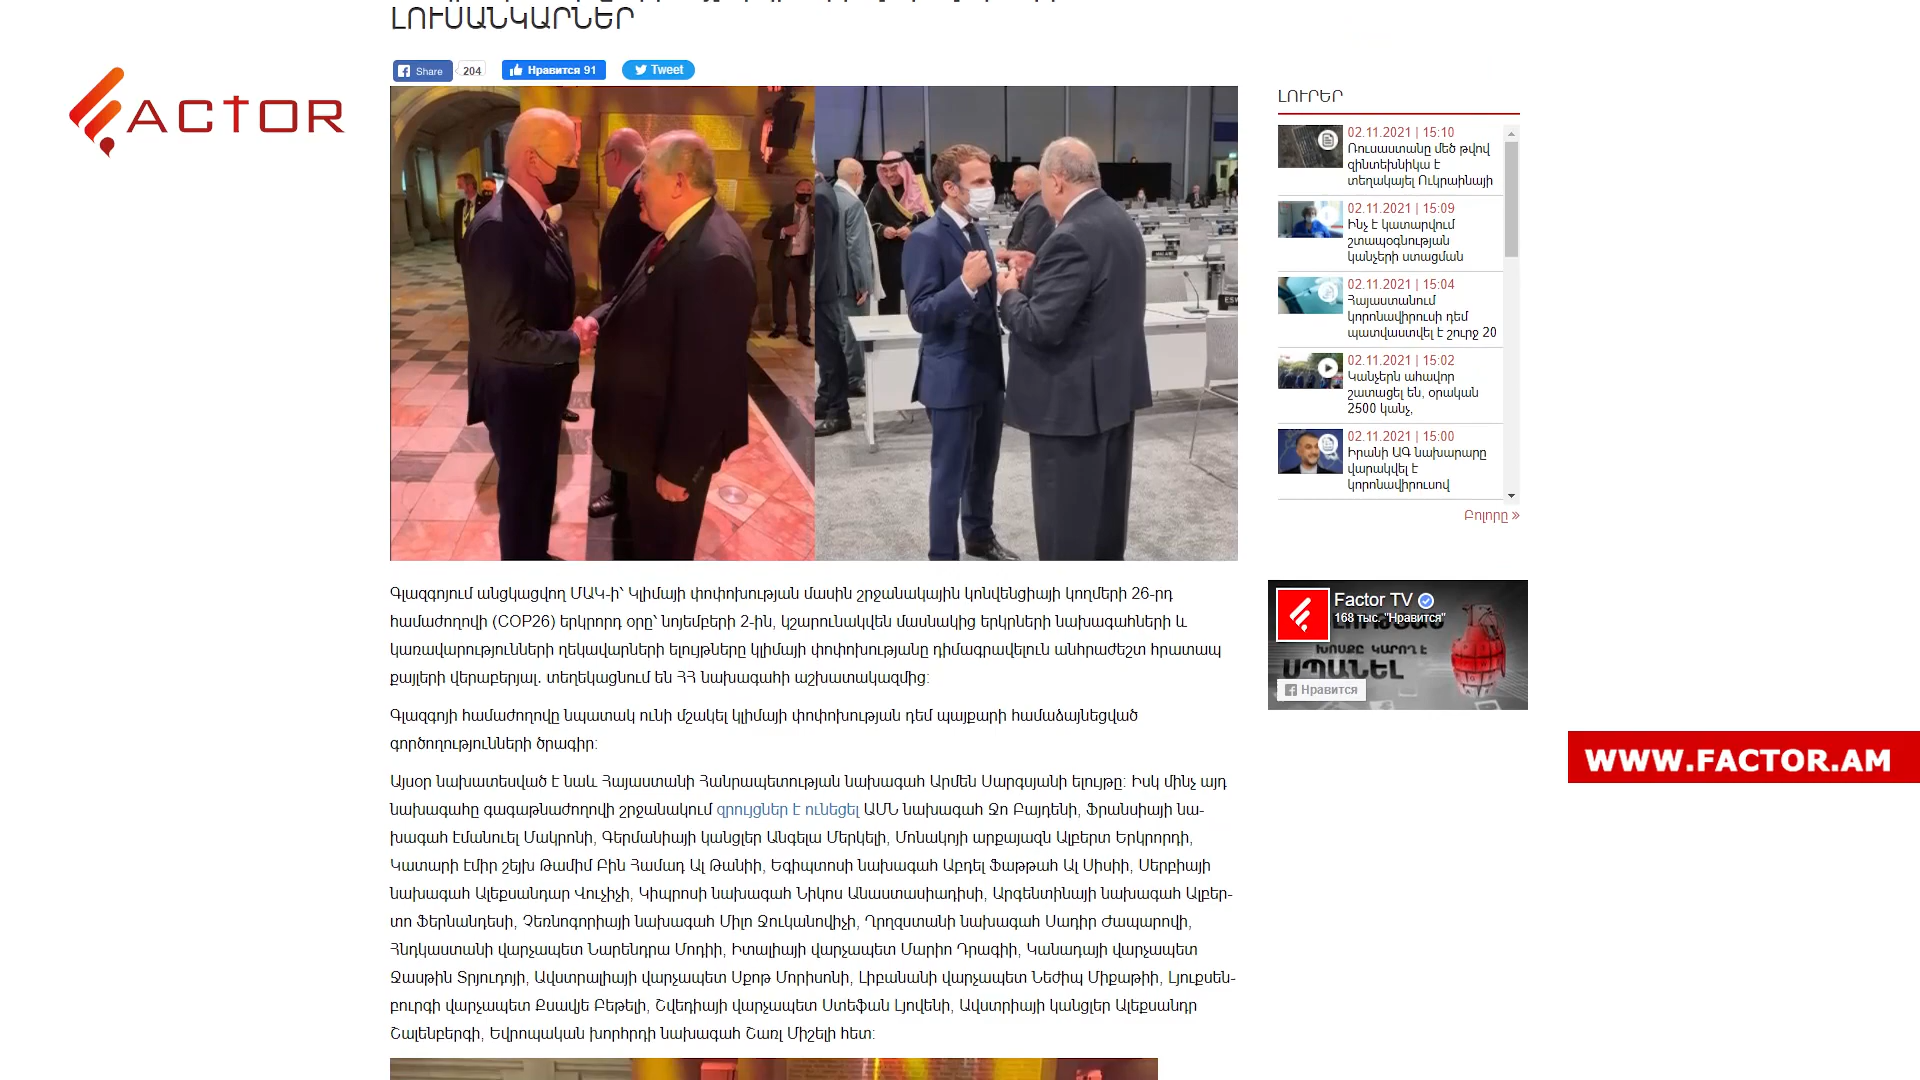 ԼՈՒՍԱՆԿԱՐՆԵՐ
Share 204 Нравится 91 Tweet
ACTOR
ԼՈՒՐԵՐ
02.11.2021 | 15:10
Ռուսաստանը մեծ թվով
զինտեխնիկա է
տեղակայել Ուկրաինայի
02.11.2021 | 15:09
Ինչ է կատարվում
շտապօգնության
կանչերի ստացման
02.11.2021 | 15:04
Հայաստանում
կորոնավիրուսի դեմ
պատվաստվել է շուրջ 20
02.11.2021 | 15:02
Կանչերն ահավոր
շատացել են, օրական
2500 կանչ,
02.11.2021 | 15:00
Իրանի ԱԳ նախարարը
վարակվել է
կորոնավիրուսով
Բոլորը »
Գլազգոյում անցկացվող ՄԱԿ-ի՝ Կլիմայի փոփոխության մասին շրջանակային կոնվենցիայի կողմերի 26-րդ
համաժողովի (COP26) երկրորդ օրը՝ նոյեմբերի 2-ին, կշարունակվեն մասնակից երկրների նախագահների և
կառավարությունների ղեկավարների ելույթները կլիմայի փոփոխությանը դիմագրավելուն անհրաժեշտ հրատապ
քայլերի վերաբերյալ. տեղեկացնում են ՀՀ նախագահի աշխատակազմից:
Գլազգոյի համաժողովը նպատակ ունի մշակել կլիմայի փոփոխության դեմ պայքարի համաձայնեցված
գործողությունների ծրագիր:
Այսօր նախատեսված է նաև Հայաստանի Հանրապետության նախագահ Արմեն Սարգսյանի ելույթը: Իսկ մինչ այդ
նախագահը գագաթնաժողովի շրջանակում զրույցներ է ունեցել ԱՄՆ նախագահ Ջո Բայդենի, Ֆրանսիայի նա-
խագահ Էմանուել Մակրոնի, Գերմանիայի կանցլեր Անգելա Մերկելի, Մոնակոյի արքայազն Ալբերտ Երկրորդի,
Կատարի էմիր շեյխ Թամիմ Բին Համադ Ալ Թանիի, Եգիպտոսի նախագահ Աբդել Ֆաթթահ Ալ Սիսիի, Սերբիայի
նախագահ Ալեքսանդար Վուչիչի, Կիպրոսի նախագահ Նիկոս Անաստասիադիսի, Արգենտինայի նախագահ Ալբեր-
տո Ֆերնանդեսի, Չեռնոգորիայի նախագահ Միլո Ջուկանովիչի, Ղրղզստանի նախագահ Սադիր Ժապարովի,
Հնդկաստանի վարչապետ Նարենդրա Մոդիի, Իտալիայի վարչապետ Մարիո Դրագիի, Կանադայի վարչապետ
Ջասթին Տրյուդոյի, Ավստրալիայի վարչապետ Սքոթ Մորիսոնի, Լիբանանի վարչապետ Նեժիպ Միքաթիի, Լյուքսեն-
բուրգի վարչապետ Քսավյե Բեթելի, Շվեդիայի վարչապետ Ստեֆան Լյովենի, Ավստրիայի կանցլեր Ալեքսանդր
Շալենբերգի, Եվրոպական խորհրդի նախագահ Շառլ Միշելի հետ:
Factor TV
168 тыс. "Нравится"
ԽՈՍՔԸ ԿԱՐՈՂ Է
ՍՊԱՆԵԼ
Нравится
WWW.FACTOR.AM